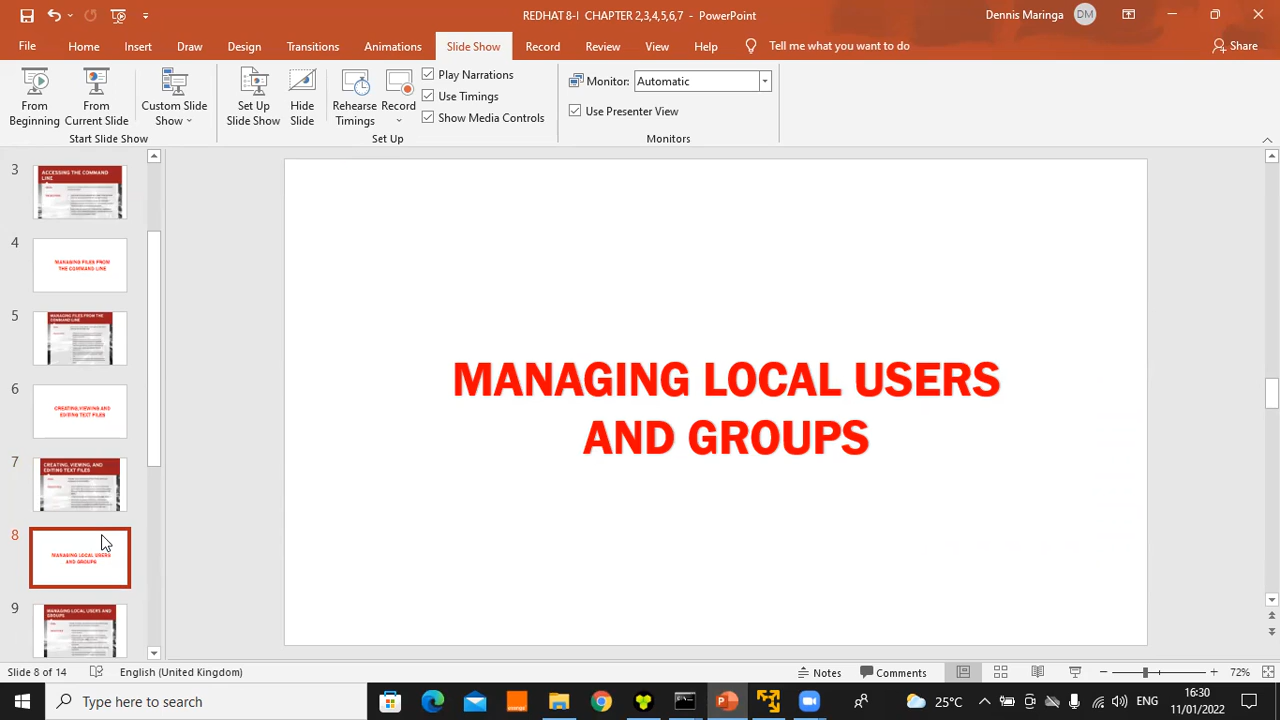 REDHAT 8-I CHAPTER 2,3,4,5,6,7 - PowerPoint
Dennis Maringa
DM
File Home Insert Draw Design Transitions Animations Slide Show Record Review View Help Tell me what you want to do
Share
From Beginning
From Current Slide
Custom Slide Show
Set Up Slide Show
Hide Slide
Rehearse Timings
Record
Play Narrations
Use Timings
Show Media Controls
Monitor: Automatic
Use Presenter View
Start Slide Show
Set Up
Monitors
3
ACCESSING THE COMMAND
LINE
4
MANAGING FILES FROM
THE COMMAND LINE
5
MANAGING FILES FROM THE
COMMAND LINE
6
CREATING,VIEWING AND
EDITING TEXT FILES
7
CREATING, VIEWING, AND
EDITING TEXT FILES
8
MANAGING LOCAL USERS
AND GROUPS
9
MANAGING LOCAL USERS AND
GROUPS
MANAGING LOCAL USERS
AND GROUPS
Slide 8 of 14
English (United Kingdom)
Notes
Comments
72%
Type here to search
25°C
ENG
16:30
11/01/2022